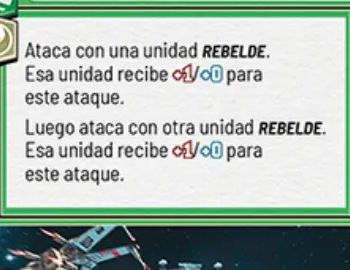 Ataca con una unidad REBELDE.
Esa unidad recibe +1/+0 para
este ataque.
Luego ataca con otra unidad REBELDE.
Esa unidad recibe +1/+0 para
este ataque.